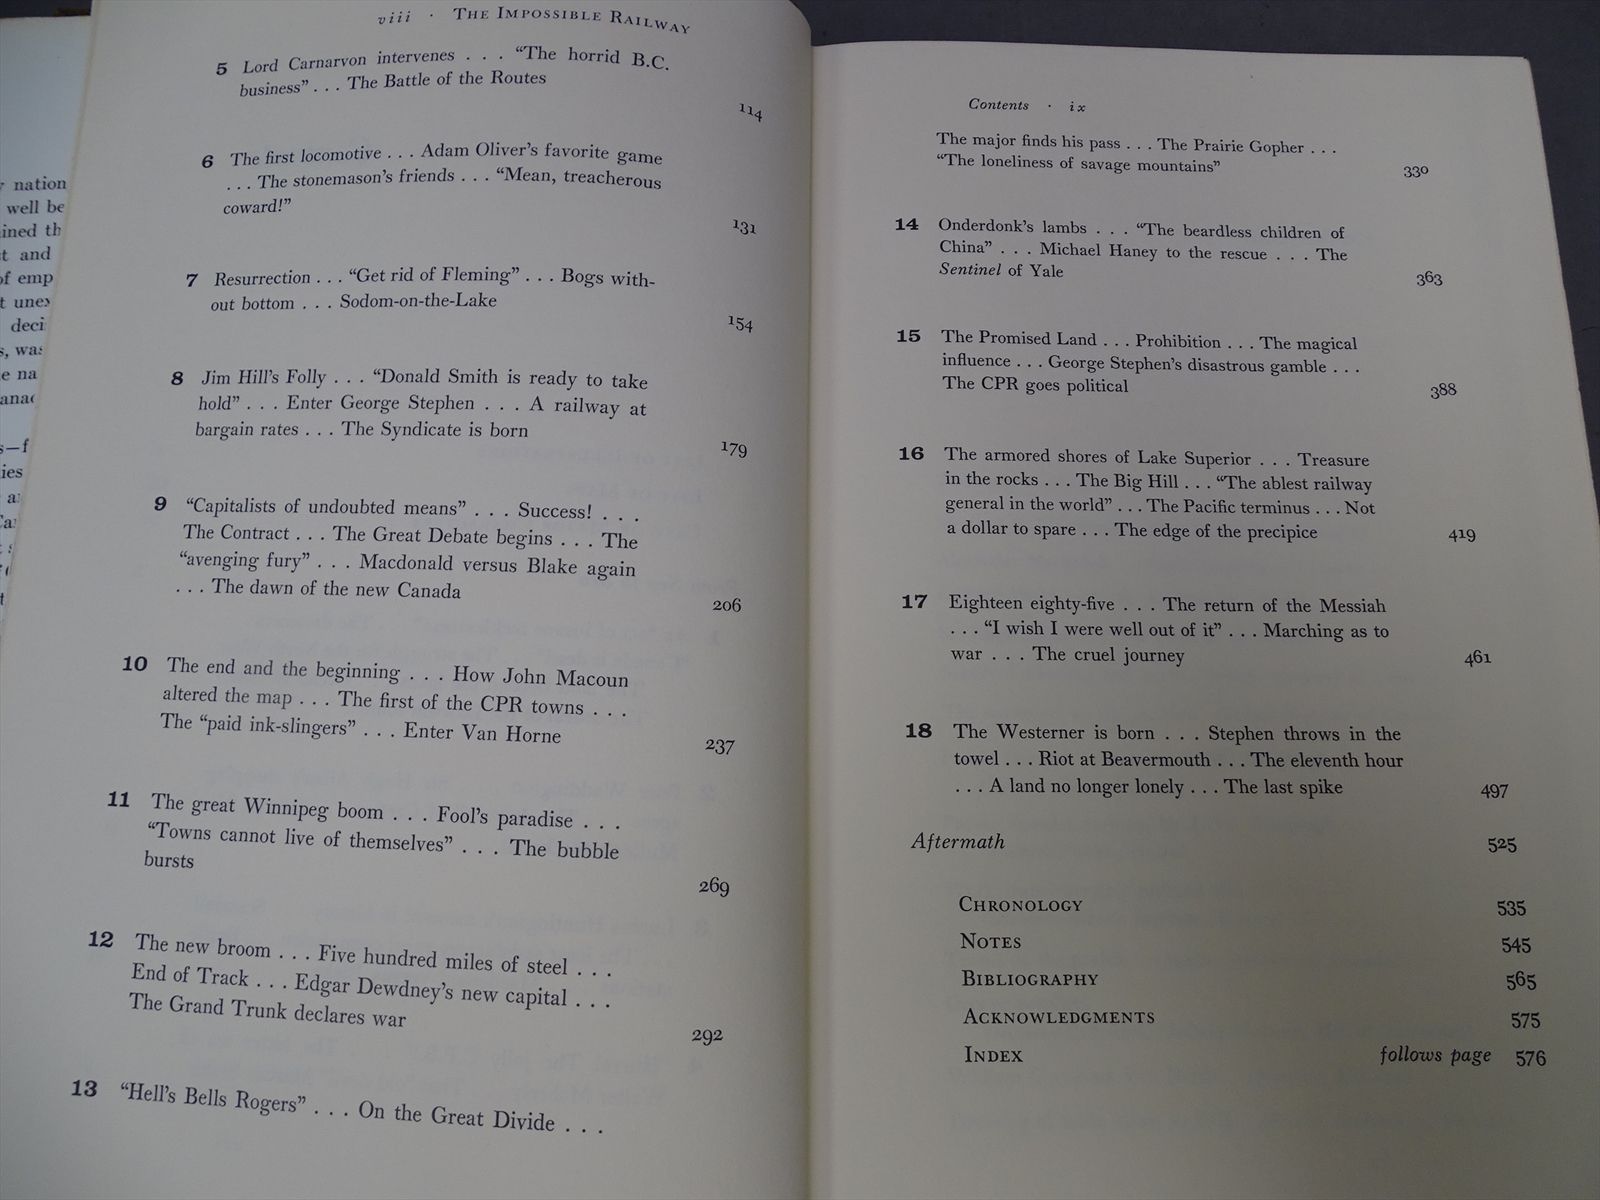 nation
well be
viii · THE IMPOSSIBLE RAILWAY
5 Lord Carnarvon intervenes . . . “The horrid B.C.
business” . . . The Battle of the Routes
114
6 The first locomotive . . . Adam Oliver’s favorite game
. . . The stonemason’s friends . . . “Mean, treacherous
coward!”
131
7 Resurrection . . . “Get rid of Fleming” . . . Bogs with-
out bottom . . . Sodom-on-the-Lake
154
8 Jim Hill’s Folly . . . “Donald Smith is ready to take
hold” . . . Enter George Stephen . . . A railway at
bargain rates . . . The Syndicate is born
179
9 “Capitalists of undoubted means” . . . Success! . . .
The Contract . . . The Great Debate begins . . . The
“avenging fury” . . . Macdonald versus Blake again
. . . The dawn of the new Canada
206
10 The end and the beginning . . . How John Macoun
altered the map . . . The first of the CPR towns . . .
The “paid ink-slingers” . . . Enter Van Horne
237
11 The great Winnipeg boom . . . Fool’s paradise . . .
“Towns cannot live of themselves” . . . The bubble
bursts
269
12 The new broom . . . Five hundred miles of steel . . .
End of Track . . . Edgar Dewdney’s new capital . . .
The Grand Trunk declares war
292
13 “Hell’s Bells Rogers” . . . On the Great Divide . . .
Contents · ix
The major finds his pass . . . The Prairie Gopher . . .
“The loneliness of savage mountains” 330
14 Onderdonk’s lambs . . . “The beardless children of
China” . . . Michael Haney to the rescue . . . The
Sentinel of Yale 363
15 The Promised Land . . . Prohibition . . . The magical
influence . . . George Stephen’s disastrous gamble . . .
The CPR goes political 388
16 The armored shores of Lake Superior . . . Treasure
in the rocks . . . The Big Hill . . . “The ablest railway
general in the world” . . . The Pacific terminus . . . Not
a dollar to spare . . . The edge of the precipice 419
17 Eighteen eighty-five . . . The return of the Messiah
. . . “I wish I were well out of it” . . . Marching as to
war . . . The cruel journey 461
18 The Westerner is born . . . Stephen throws in the
towel . . . Riot at Beavermouth . . . The eleventh hour
. . . A land no longer lonely . . . The last spike 497
Aftermath 525
CHRONOLOGY 535
NOTES 545
BIBLIOGRAPHY 565
ACKNOWLEDGMENTS 575
INDEX follows page 576